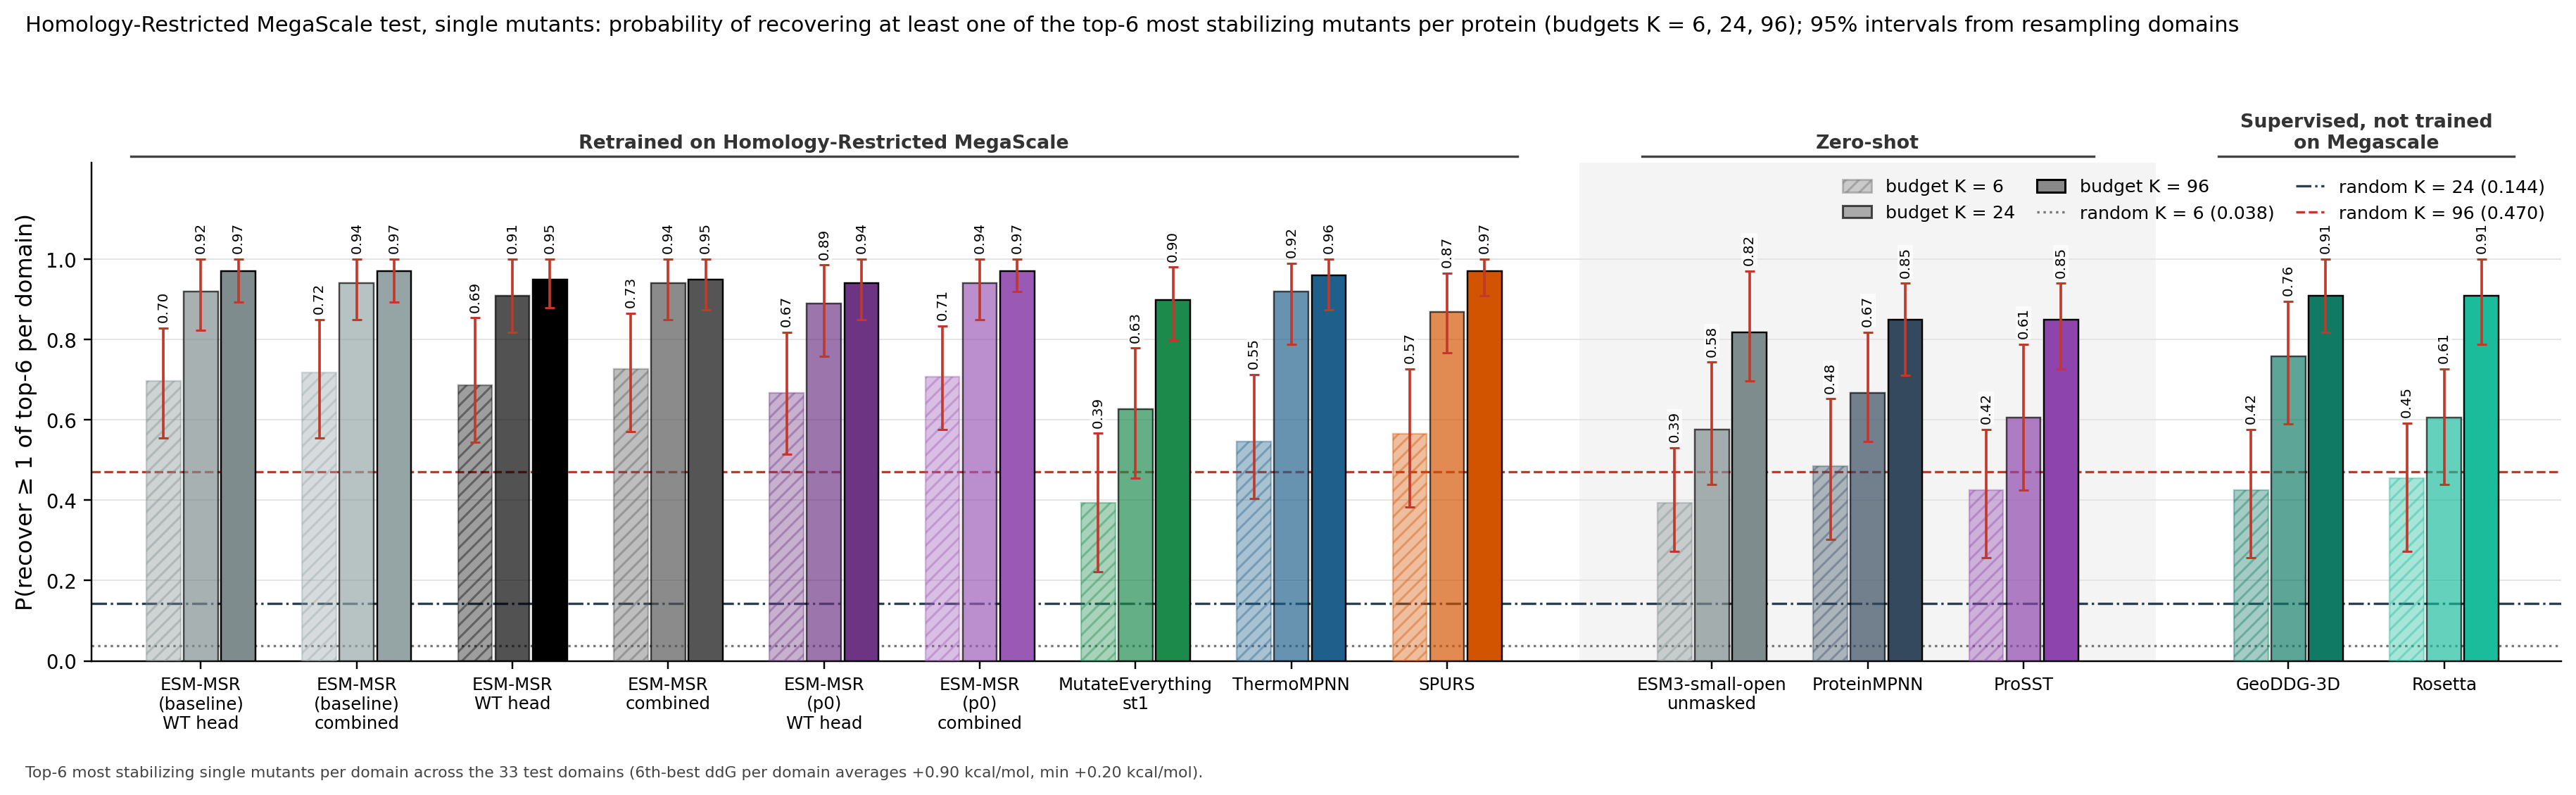 Homology-Restricted MegaScale test, single mutants: probability of recovering at least one of the top-6 most stabilizing mutants per protein (budgets K = 6, 24, 96); 95% intervals from resampling domains
Retrained on Homology-Restricted MegaScale
Zero-shot
Supervised, not trained
on Megascale
budget K = 6
budget K = 24
budget K = 96
random K = 6 (0.038)
random K = 24 (0.144)
random K = 96 (0.470)
P(recover ≥ 1 of top-6 per domain)
1.0
0.8
0.6
0.4
0.2
0.0
0.70
0.92
0.97
0.72
0.94
0.97
0.69
0.91
0.95
0.73
0.94
0.95
0.67
0.89
0.94
0.71
0.94
0.97
0.39
0.63
0.90
0.55
0.92
0.96
0.57
0.87
0.97
0.39
0.58
0.82
0.48
0.67
0.85
0.42
0.61
0.85
0.42
0.76
0.91
0.45
0.61
0.91
ESM-MSR
(baseline)
WT head
ESM-MSR
(baseline)
combined
ESM-MSR
WT head
ESM-MSR
combined
ESM-MSR
(p0)
WT head
ESM-MSR
(p0)
combined
MutateEverything
st1
ThermoMPNN
SPURS
ESM3-small-open
unmasked
ProteinMPNN
ProSST
GeoDDG-3D
Rosetta
Top-6 most stabilizing single mutants per domain across the 33 test domains (6th-best ddG per domain averages +0.90 kcal/mol, min +0.20 kcal/mol).